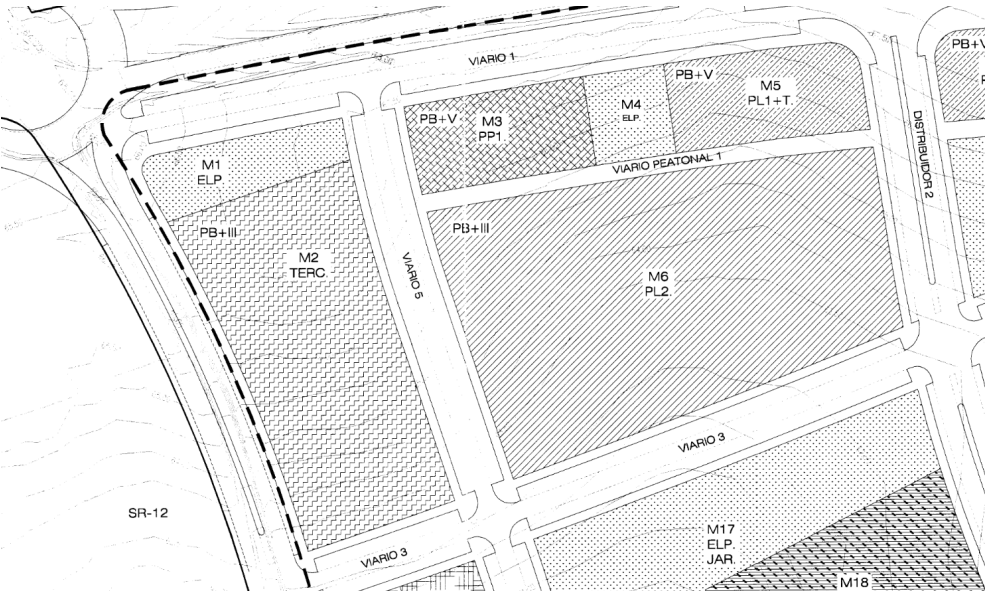 VIARIO 1
PB+V
M3
PP1
M4
ELP.
PB+V
M5
PL1+T.
PB+V
M1
ELP.
VIARIO PEATONAL 1
DISTRIBUIDOR 2
PB+III
M2
TERC.
VIARIO 5
PB+III
M6
PL2.
VIARIO 3
SR-12
VIARIO 3
M17
ELP.
JAR.
M18